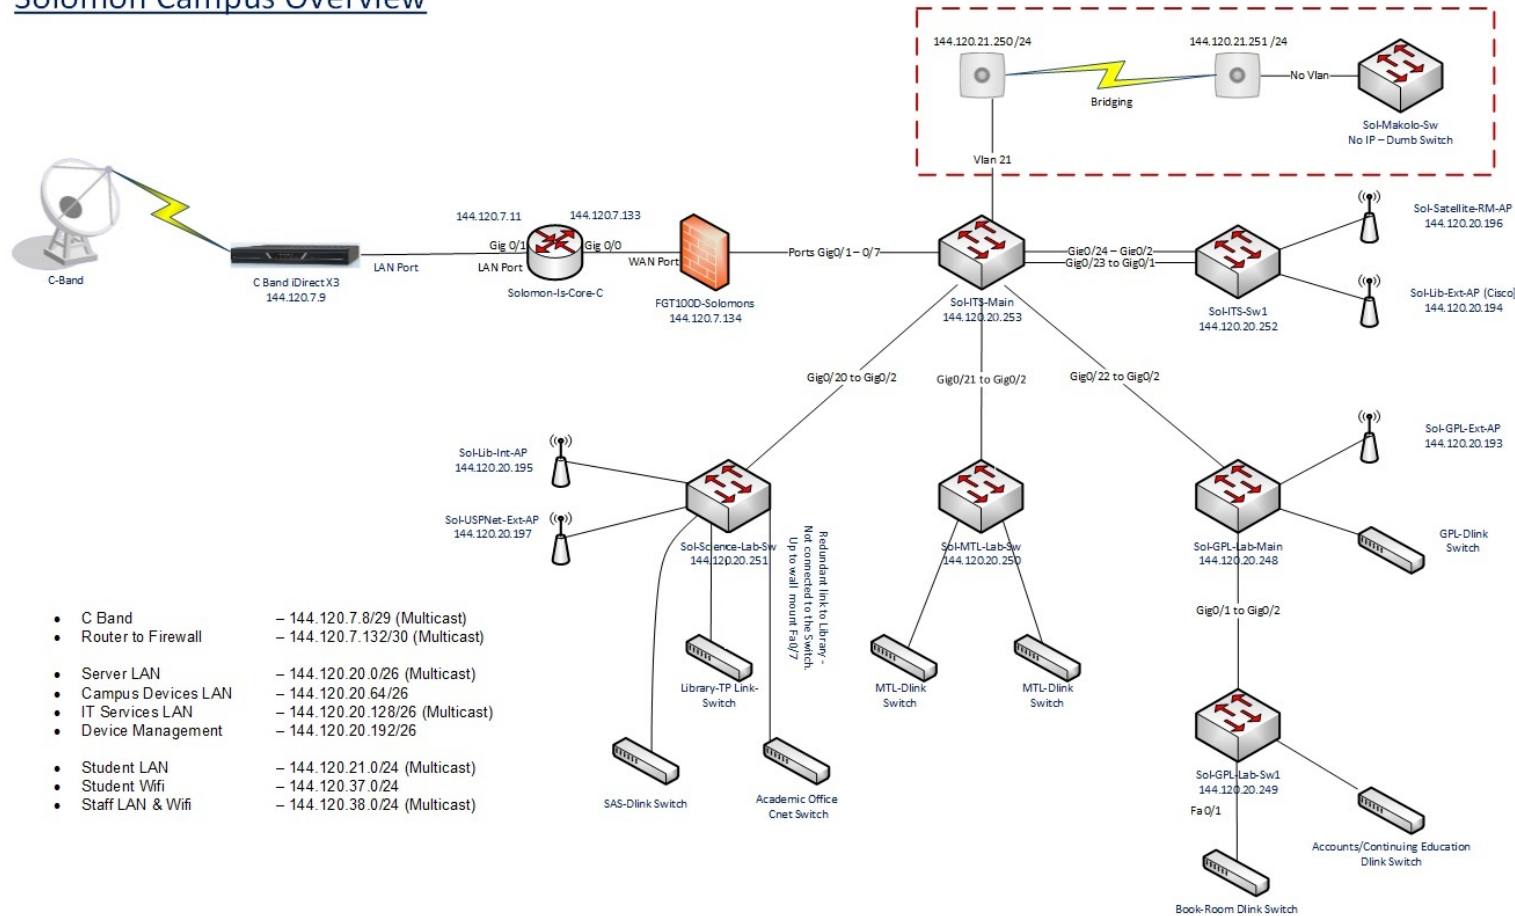 Solomon Campus Overview
144.120.21.250/24
144.120.21.251 /24
No Vlan
Bridging
Sol-Makolo-Sw
No IP – Dumb Switch
Vlan 21
C-Band
C Band iDirect X3
144.120.7.9
LAN Port
144.120.7.11
144.120.7.133
Gig 0/1
Gig 0/0
LAN Port
WAN Port
Solomon-Is-Core-C
FGT100D-Solomons
144.120.7.134
Ports Gig0/1 – 0/7
Sol-ITS-Main
144.120.20.253
Gig0/24 – Gig0/2
Gig0/23 to Gig0/1
Sol-ITS-Sw1
144.120.20.252
Sol-Satellite-RM-AP
144.120.20.196
Sol-Lib-Ext-AP (Cisco)
144.120.20.194
Gig0/20 to Gig0/2
Gig0/21 to Gig0/2
Gig0/22 to Gig0/2
Sol-Lib-Int-AP
144.120.20.195
Sol-USPNet-Ext-AP
144.120.20.197
Sol-Science-Lab-Sw
144.120.20.251
Redundant link to Library -
Not connected to the Switch.
Up to wall mount Fa0/7
Sol-MTL-Lab-Sw
144.120.20.250
Sol-GPL-Lab-Main
144.120.20.248
Sol-GPL-Ext-AP
144.120.20.193
GPL-Dlink
Switch
Gig0/1 to Gig0/2
Library-TP Link-
Switch
MTL-Dlink
Switch
MTL-Dlink
Switch
SAS-Dlink Switch
Academic Office
Cnet Switch
Sol-GPL-Lab-Sw1
144.120.20.249
Fa 0/1
Accounts/Continuing Education
Dlink Switch
Book-Room Dlink Switch
• C Band – 144.120.7.8/29 (Multicast)
• Router to Firewall – 144.120.7.132/30 (Multicast)
• Server LAN – 144.120.20.0/26 (Multicast)
• Campus Devices LAN – 144.120.20.64/26
• IT Services LAN – 144.120.20.128/26 (Multicast)
• Device Management – 144.120.20.192/26
• Student LAN – 144.120.21.0/24 (Multicast)
• Student Wifi – 144.120.37.0/24
• Staff LAN & Wifi – 144.120.38.0/24 (Multicast)